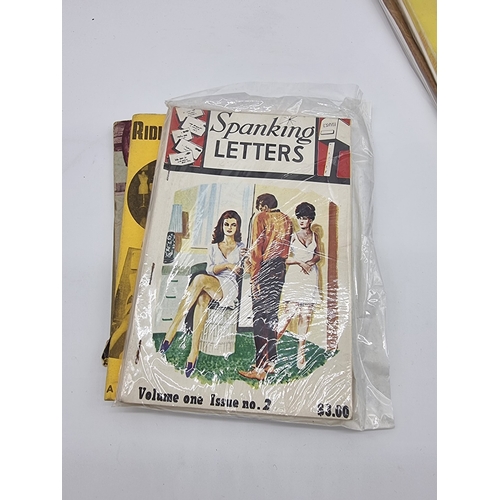 RIDI
Spanking
LETTERS
Volume one Issue no. 2
$3.00
A